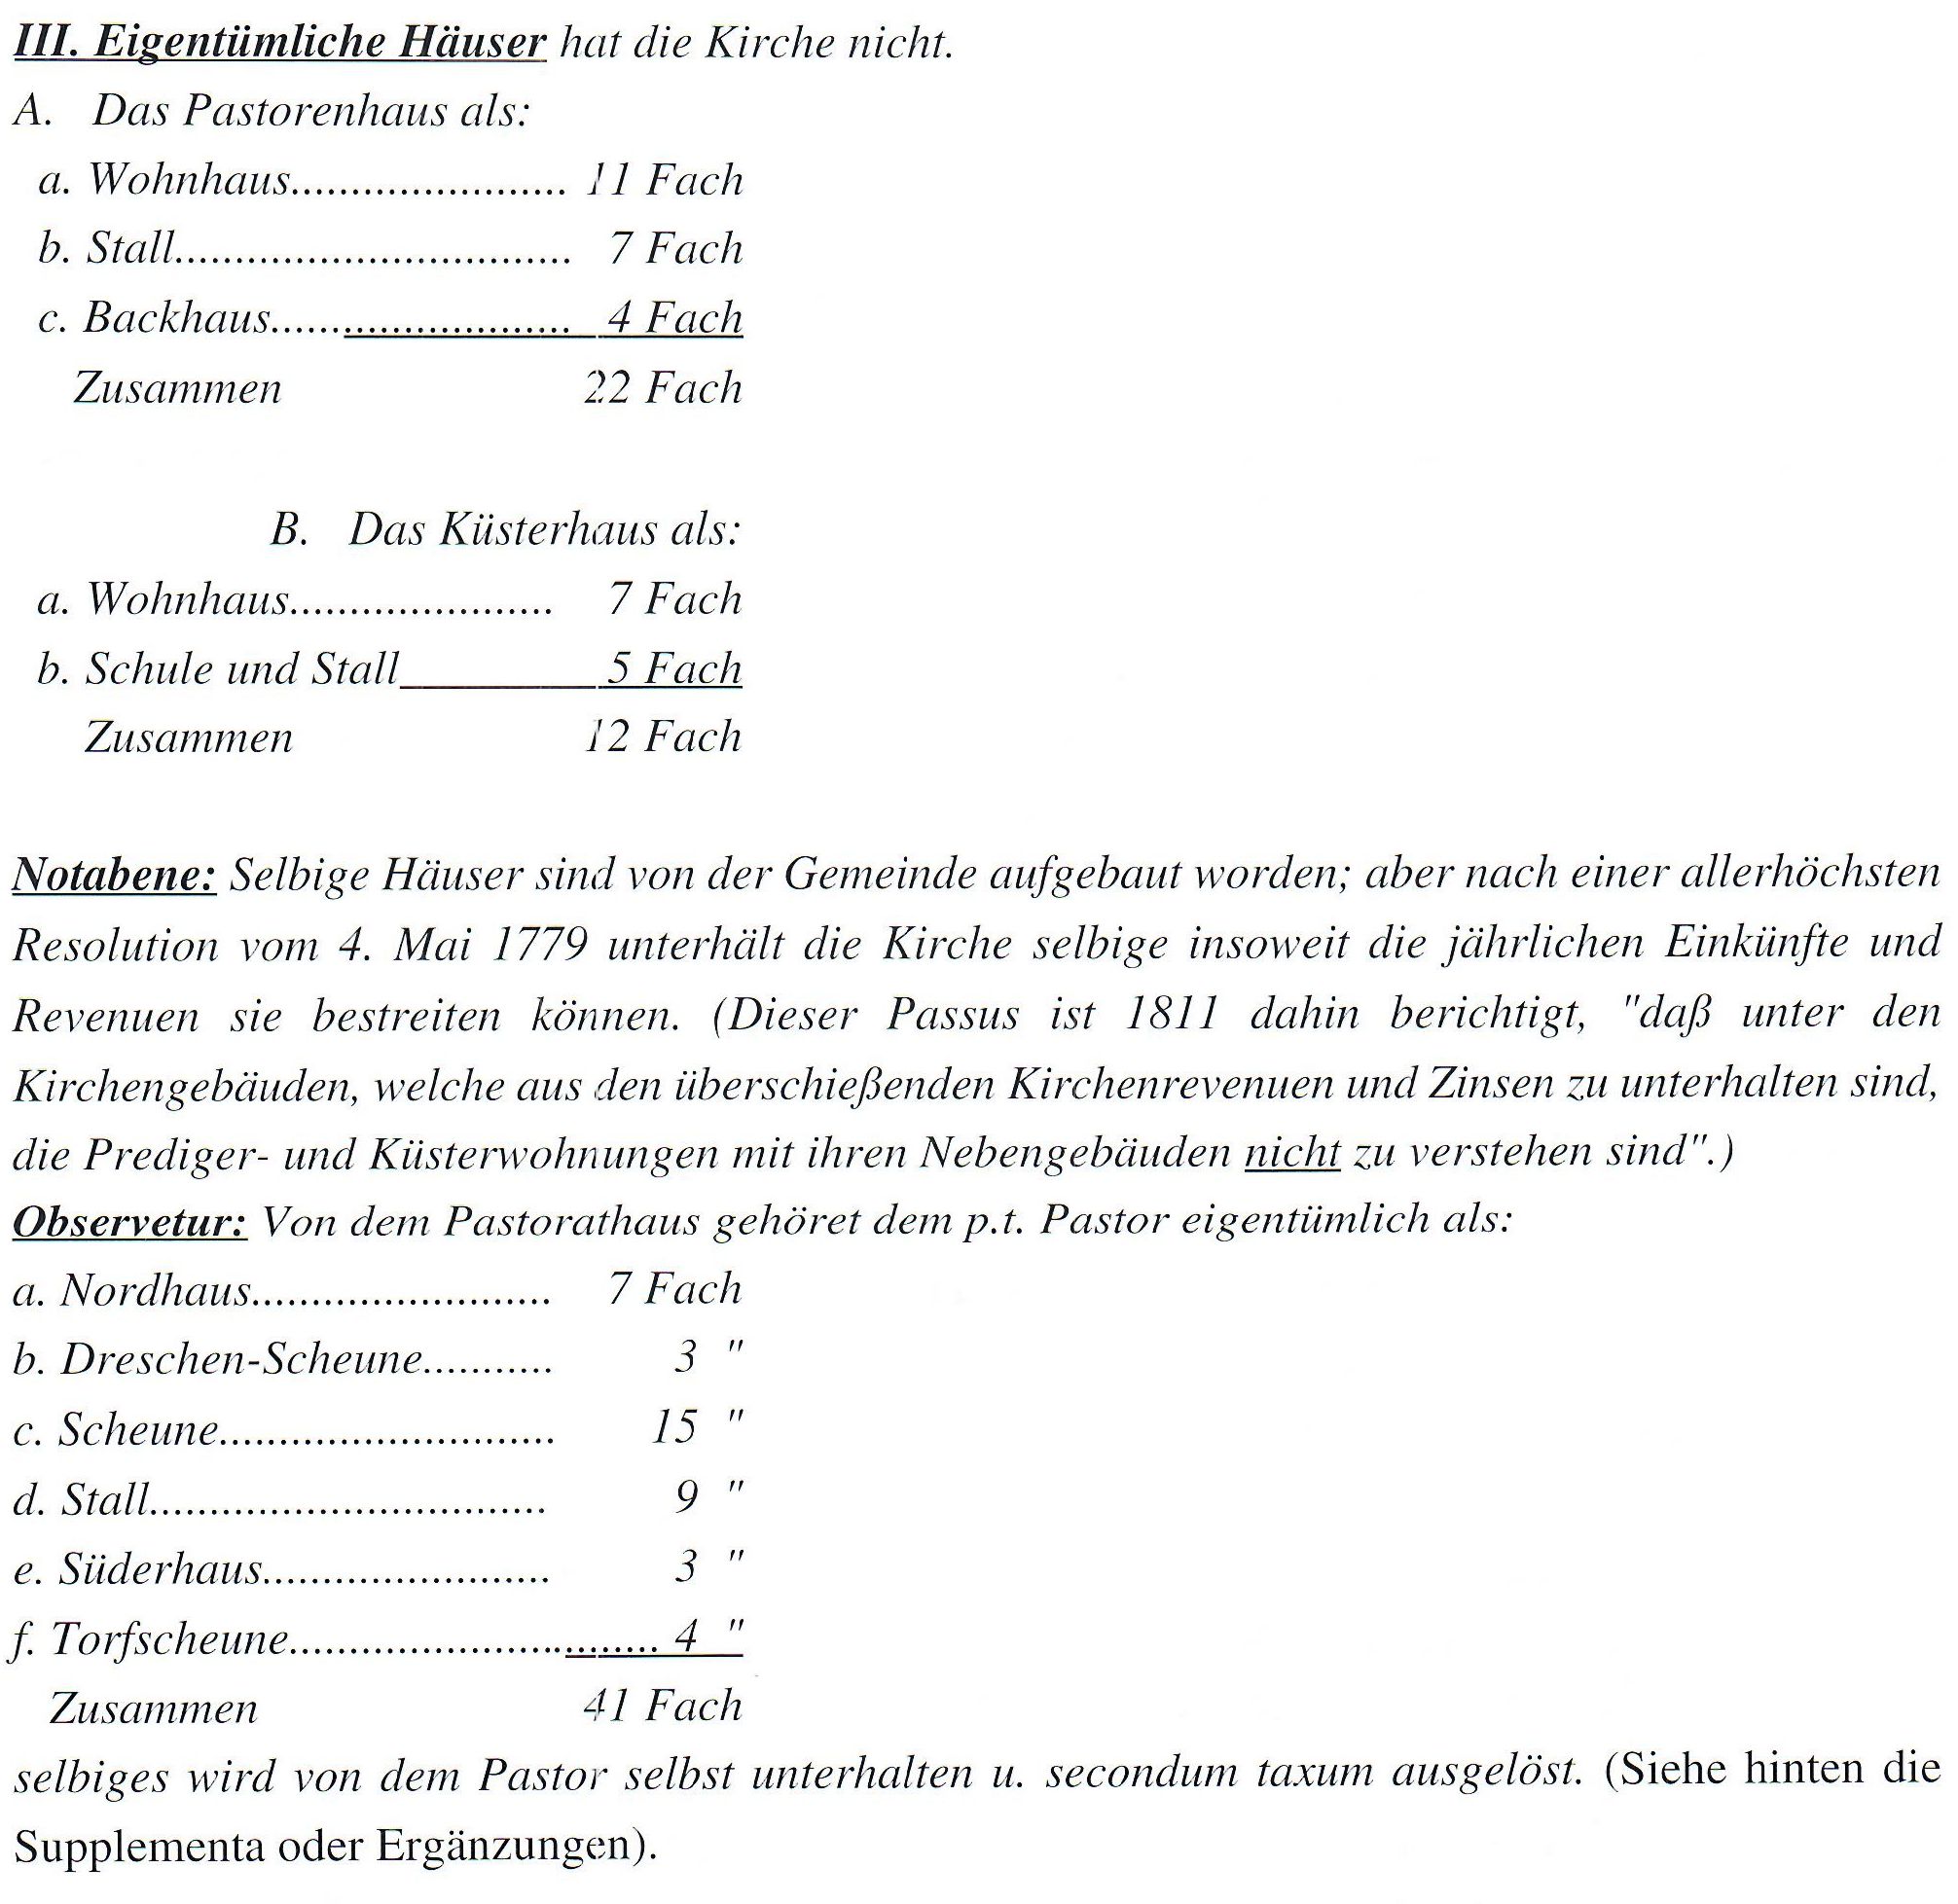 III. Eigentümliche Häuser hat die Kirche nicht.
A. Das Pastorenhaus als:
a. Wohnhaus....................... 11 Fach
b. Stall................................. 7 Fach
c. Backhaus......................... 4 Fach
Zusammen 22 Fach
B. Das Küsterhaus als:
a. Wohnhaus...................... 7 Fach
b. Schule und Stall 5 Fach
Zusammen 12 Fach
Notabene: Selbige Häuser sind von der Gemeinde aufgebaut worden; aber nach einer allerhöchsten
Resolution vom 4. Mai 1779 unterhält die Kirche selbige insoweit die jährlichen Einkünfte und
Revenuen sie bestreiten können. (Dieser Passus ist 1811 dahin berichtigt, "daß unter den
Kirchengebäuden, welche aus den überschießenden Kirchenrevenuen und Zinsen zu unterhalten sind,
die Prediger- und Küsterwohnungen mit ihren Nebengebäuden nicht zu verstehen sind".)
Observetur: Von dem Pastorathaus gehöret dem p.t. Pastor eigentümlich als:
a. Nordhaus......................... 7 Fach
b. Dreschen-Scheune........... 3 "
c. Scheune............................ 15 "
d. Stall................................. 9 "
e. Süderhaus........................ 3 "
f. Torfscheune............................... 4 "
Zusammen 41 Fach
selbiges wird von dem Pastor selbst unterhalten u. secondum taxum ausgelöst. (Siehe hinten die
Supplementa oder Ergänzungen).